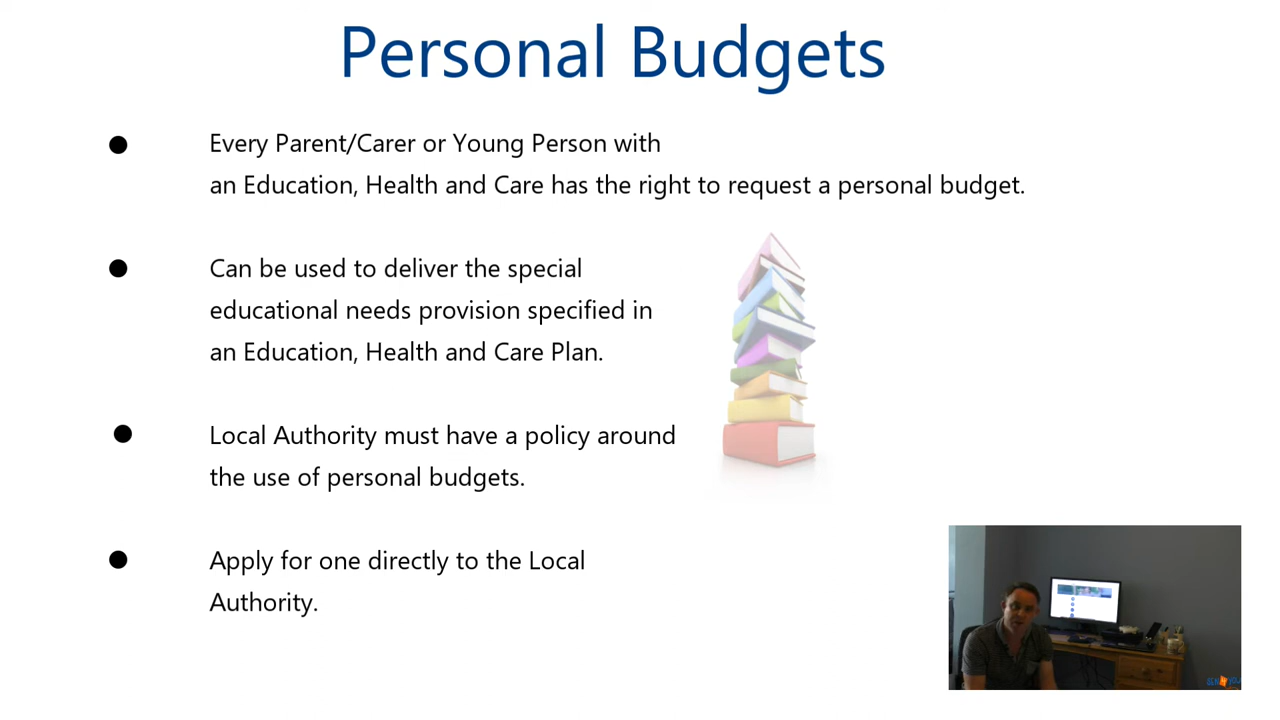 Personal Budgets
● Every Parent/Carer or Young Person with
an Education, Health and Care has the right to request a personal budget.
● Can be used to deliver the special
educational needs provision specified in
an Education, Health and Care Plan.
● Local Authority must have a policy around
the use of personal budgets.
● Apply for one directly to the Local
Authority.